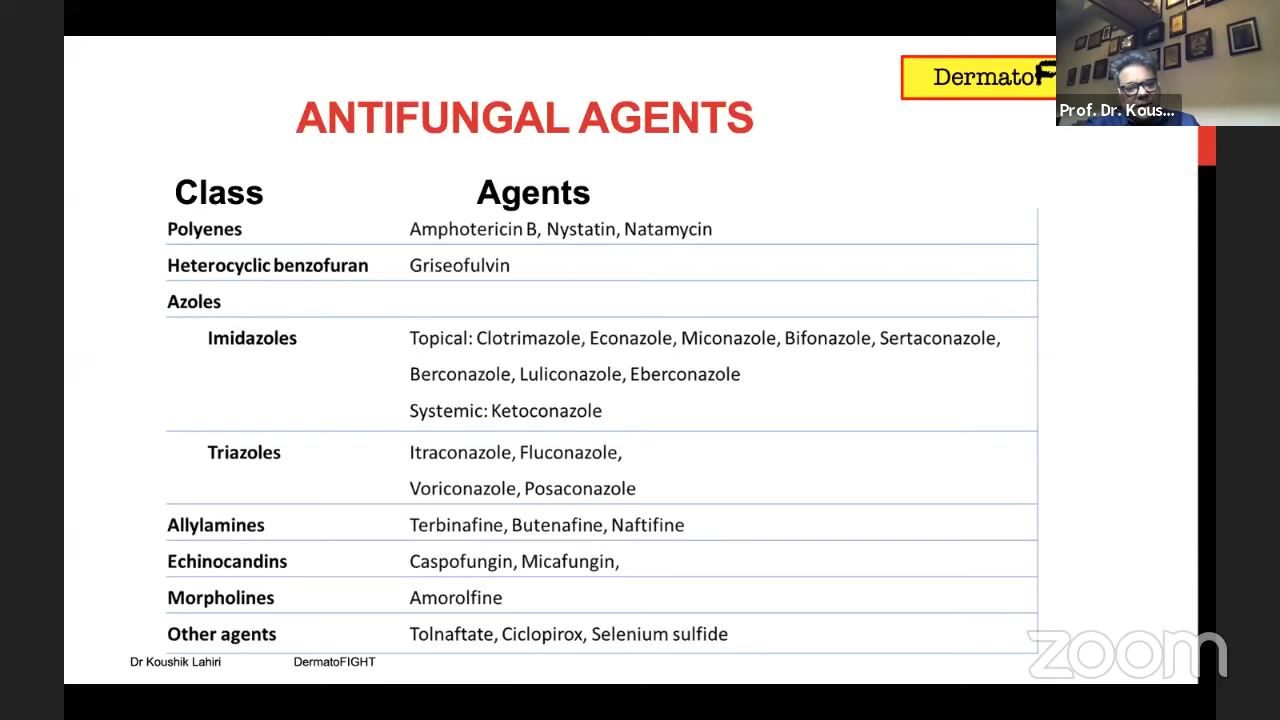 DermatoF
Prof. Dr. Kous...
ANTIFUNGAL AGENTS
Class Agents
Polyenes Amphotericin B, Nystatin, Natamycin
Heterocyclic benzofuran Griseofulvin
Azoles
Imidazoles Topical: Clotrimazole, Econazole, Miconazole, Bifonazole, Sertaconazole,
Berconazole, Luliconazole, Eberconazole
Systemic: Ketoconazole
Triazoles Itraconazole, Fluconazole,
Voriconazole, Posaconazole
Allylamines Terbinafine, Butenafine, Naftifine
Echinocandins Caspofungin, Micafungin,
Morpholines Amorolfine
Other agents Tolnaftate, Ciclopirox, Selenium sulfide
Dr Koushik Lahiri DermatoFIGHT
zoom